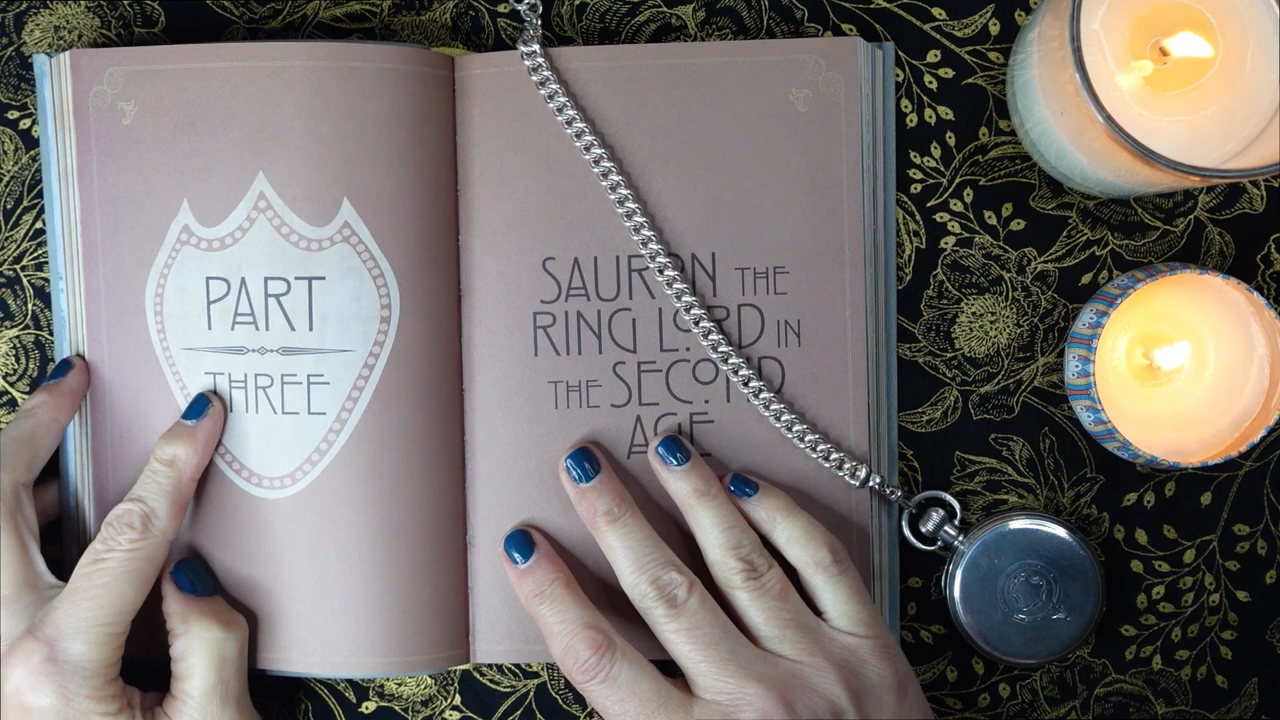 PART
THREE
SAURON THE
RING LORD IN
THE SECOND
AGE